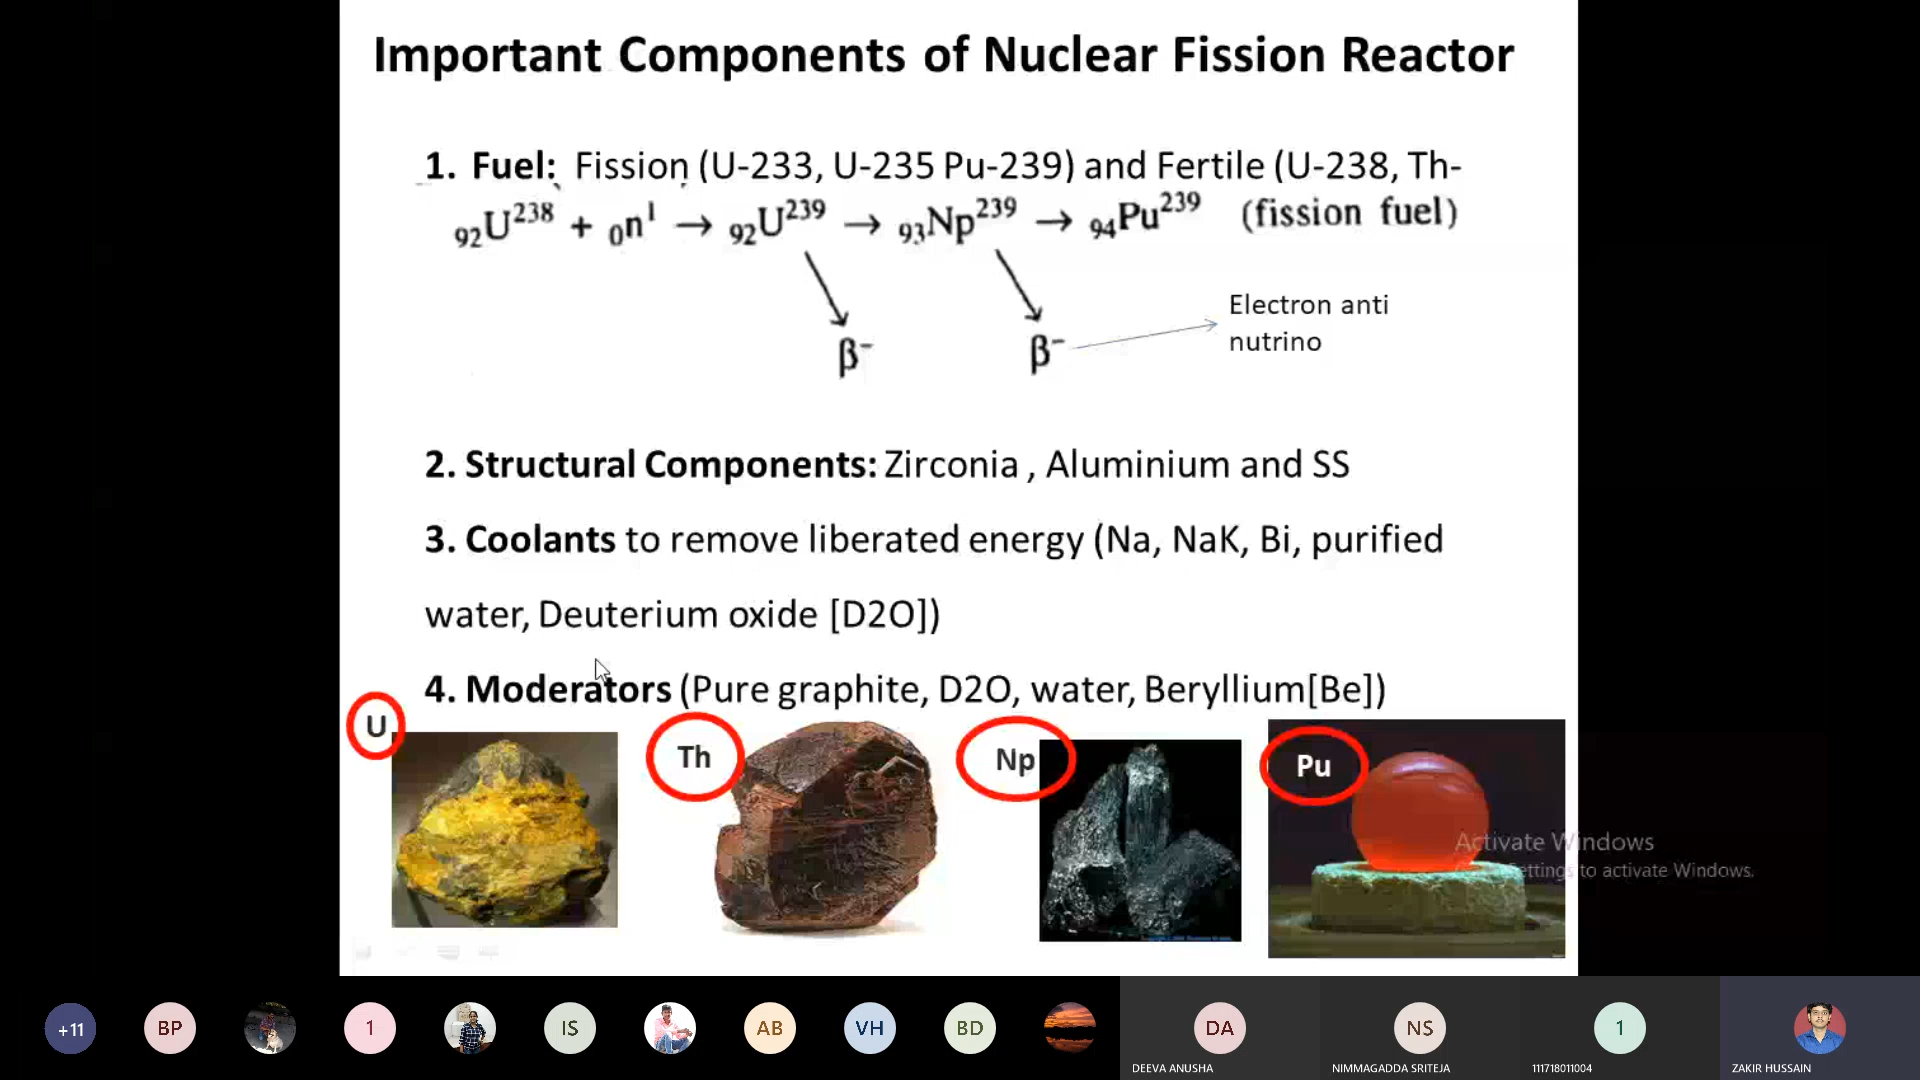 Important Components of Nuclear Fission Reactor
1. Fuel: Fission (U-233, U-235 Pu-239) and Fertile (U-238, Th-
₉₂U²³⁸ + ₀n¹ → ₉₂U²³⁹ → ₉₃Np²³⁹ → ₉₄Pu²³⁹ (fission fuel)
β⁻ β⁻
Electron anti
nutrino
2. Structural Components: Zirconia , Aluminium and SS
3. Coolants to remove liberated energy (Na, NaK, Bi, purified
water, Deuterium oxide [D2O])
4. Moderators (Pure graphite, D2O, water, Beryllium[Be])
U
Th
Np
Pu
Activate Windows
to activate Windows.
+11
BP
1
IS
AB
VH
BD
DA
NS
1
DEEVA ANUSHA
NIMMAGADDA SRITEJA
111718011004
ZAKIR HUSSAIN